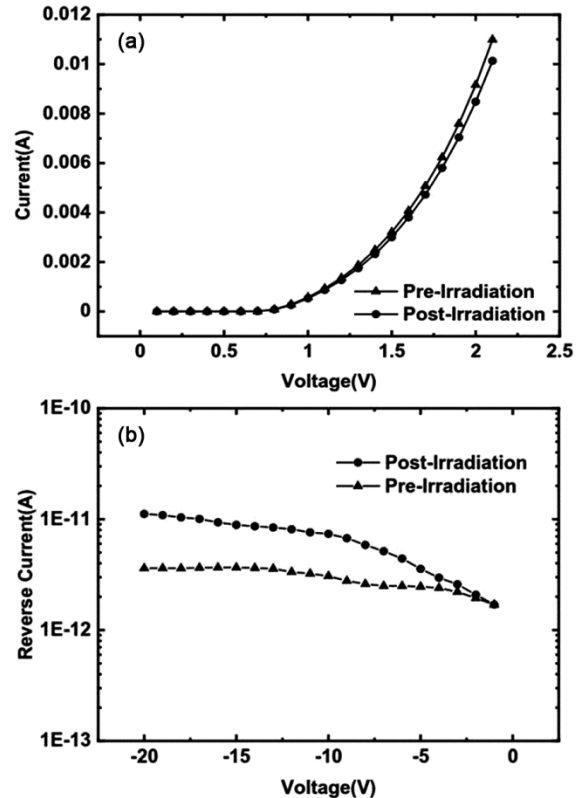 0.012
(a)
0.01
0.008
0.006
0.004
0.002
0
Current(A)
Pre-Irradiation
Post-Irradiation
0 0.5 1 1.5 2 2.5
Voltage(V)
1E-10
(b)
Post-Irradiation
Pre-Irradiation
1E-11
1E-12
1E-13
Reverse Current(A)
-20 -15 -10 -5 0
Voltage(V)